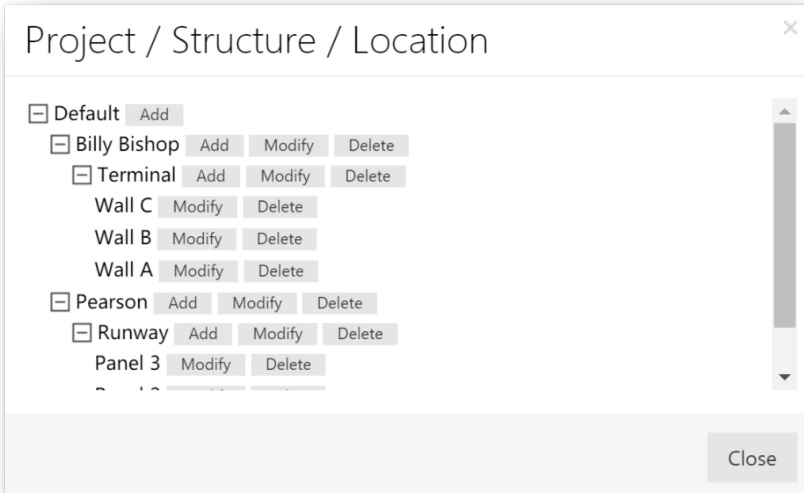 Project / Structure / Location
Default Add
Billy Bishop Add Modify Delete
Terminal Add Modify Delete
Wall C Modify Delete
Wall B Modify Delete
Wall A Modify Delete
Pearson Add Modify Delete
Runway Add Modify Delete
Panel 3 Modify Delete
Close